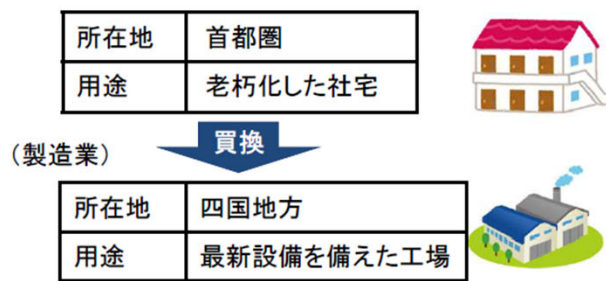 所在地 首都圏
用途 老朽化した社宅
買換
（製造業）
所在地 四国地方
用途 最新設備を備えた工場